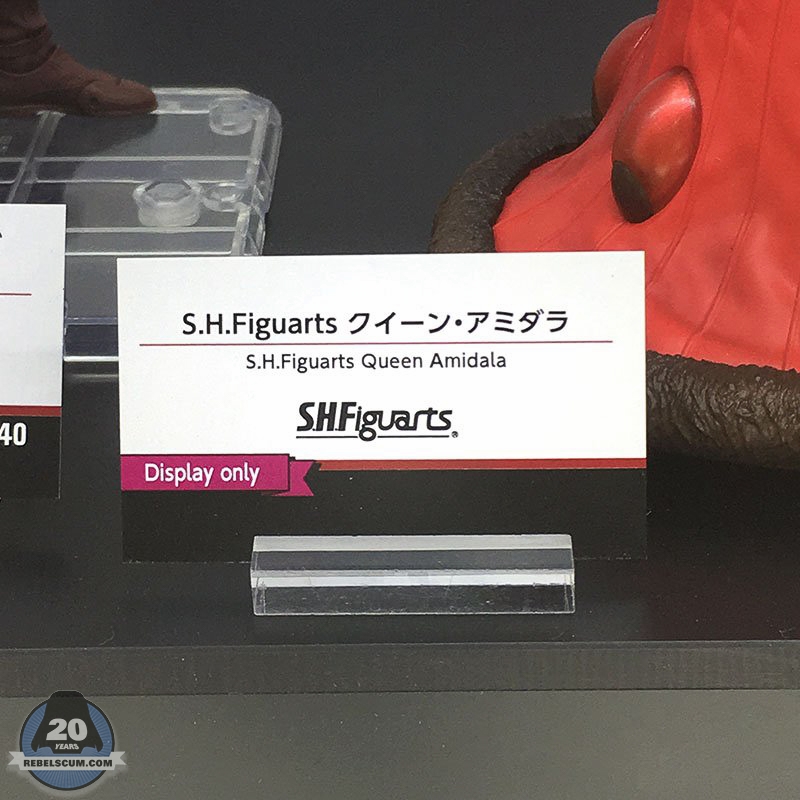 S.H.Figuarts クイーン・アミダラ
S.H.Figuarts Queen Amidala
S.H.Figuarts®
Display only
40
20
YEARS
REBELSCUM.COM